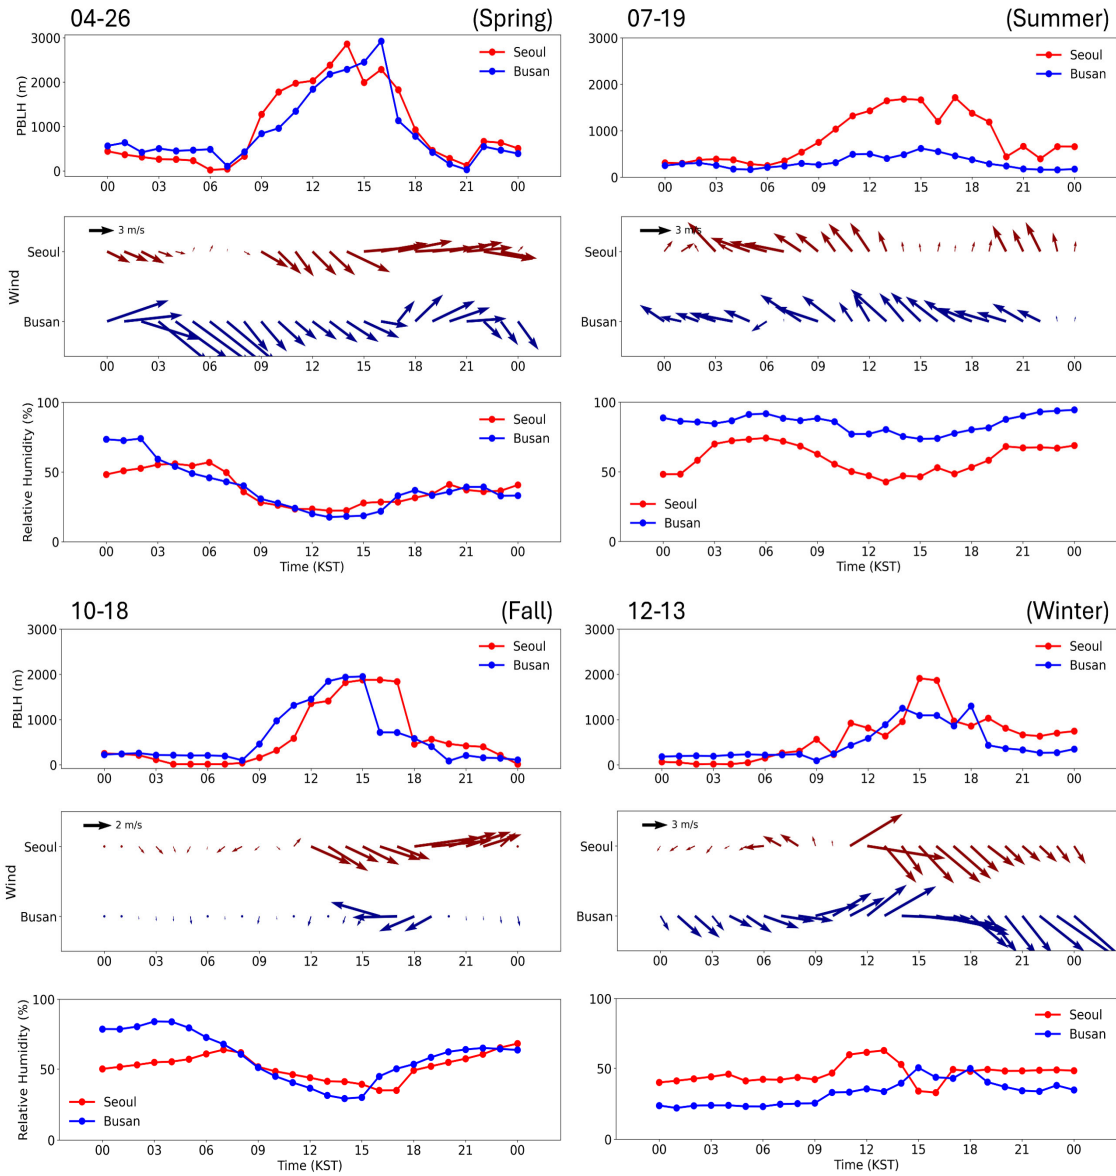 04-26 (Spring)
3000
2000
1000
0
PBLH (m)
Seoul
Busan
00 03 06 09 12 15 18 21 00
3 m/s
Wind
Seoul
Busan
00 03 06 09 12 15 18 21 00
100
50
0
Relative Humidity (%)
Seoul
Busan
00 03 06 09 12 15 18 21 00
Time (KST)
07-19 (Summer)
3000
2000
1000
0
Seoul
Busan
00 03 06 09 12 15 18 21 00
3 m/s
Seoul
Busan
00 03 06 09 12 15 18 21 00
100
50
0
Seoul
Busan
00 03 06 09 12 15 18 21 00
Time (KST)
10-18 (Fall)
3000
2000
1000
0
PBLH (m)
Seoul
Busan
00 03 06 09 12 15 18 21 00
2 m/s
Wind
Seoul
Busan
00 03 06 09 12 15 18 21 00
100
50
0
Relative Humidity (%)
Seoul
Busan
00 03 06 09 12 15 18 21 00
Time (KST)
12-13 (Winter)
3000
2000
1000
0
Seoul
Busan
00 03 06 09 12 15 18 21 00
3 m/s
Seoul
Busan
00 03 06 09 12 15 18 21 00
100
50
0
Seoul
Busan
00 03 06 09 12 15 18 21 00
Time (KST)